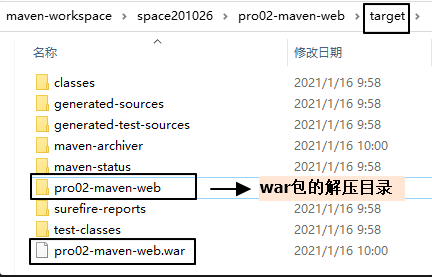 maven-workspace > space201026 > pro02-maven-web > target >
名称 修改日期
classes 2021/1/16 9:58
generated-sources 2021/1/16 9:58
generated-test-sources 2021/1/16 9:58
maven-archiver 2021/1/16 10:00
maven-status 2021/1/16 9:58
pro02-maven-web war包的解压目录
surefire-reports 2021/1/16 9:58
test-classes 2021/1/16 9:58
pro02-maven-web.war 2021/1/16 10:00